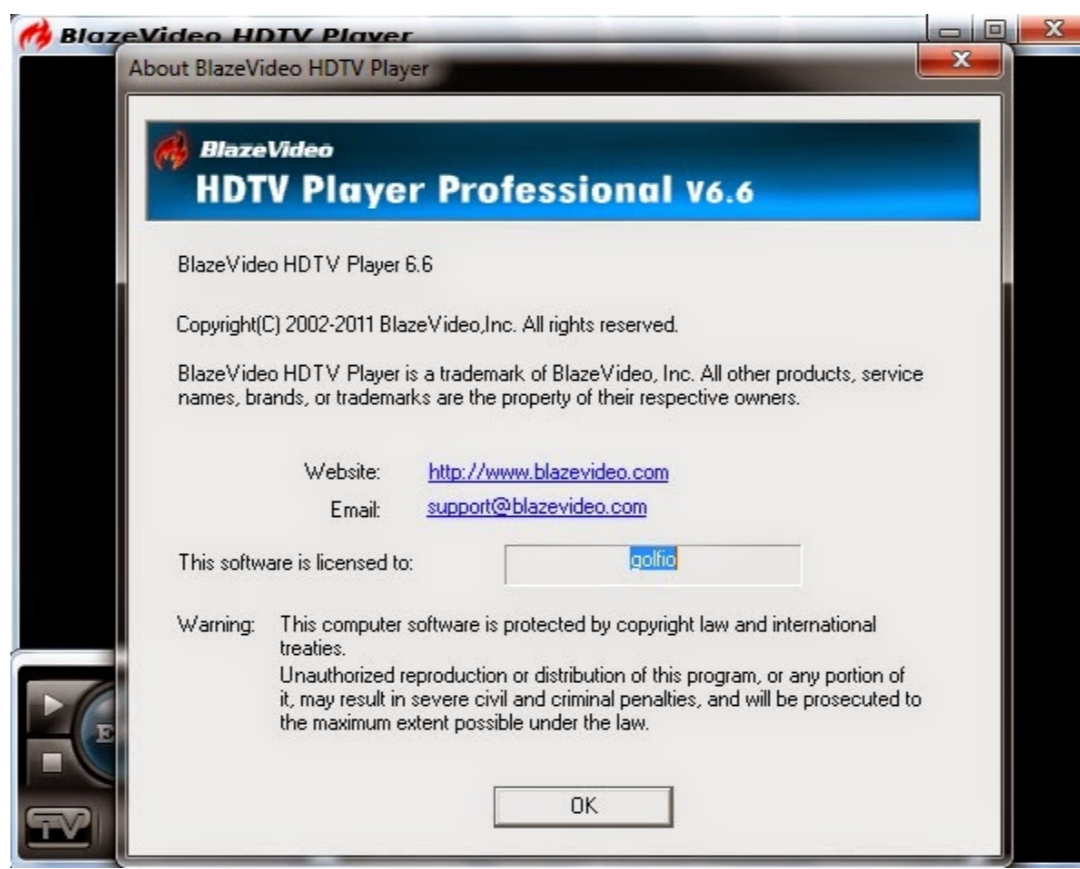 BlazeVideo HDTV Player
About BlazeVideo HDTV Player
BlazeVideo
HDTV Player Professional V6.6
BlazeVideo HDTV Player 6.6
Copyright(C) 2002-2011 BlazeVideo,Inc. All rights reserved.
BlazeVideo HDTV Player is a trademark of BlazeVideo, Inc. All other products, service
names, brands, or trademarks are the property of their respective owners.
Website: http://www.blazevideo.com
Email: support@blazevideo.com
This software is licensed to: golfio
Warning: This computer software is protected by copyright law and international
treaties.
Unauthorized reproduction or distribution of this program, or any portion of
it, may result in severe civil and criminal penalties, and will be prosecuted to
the maximum extent possible under the law.
E
TV
OK